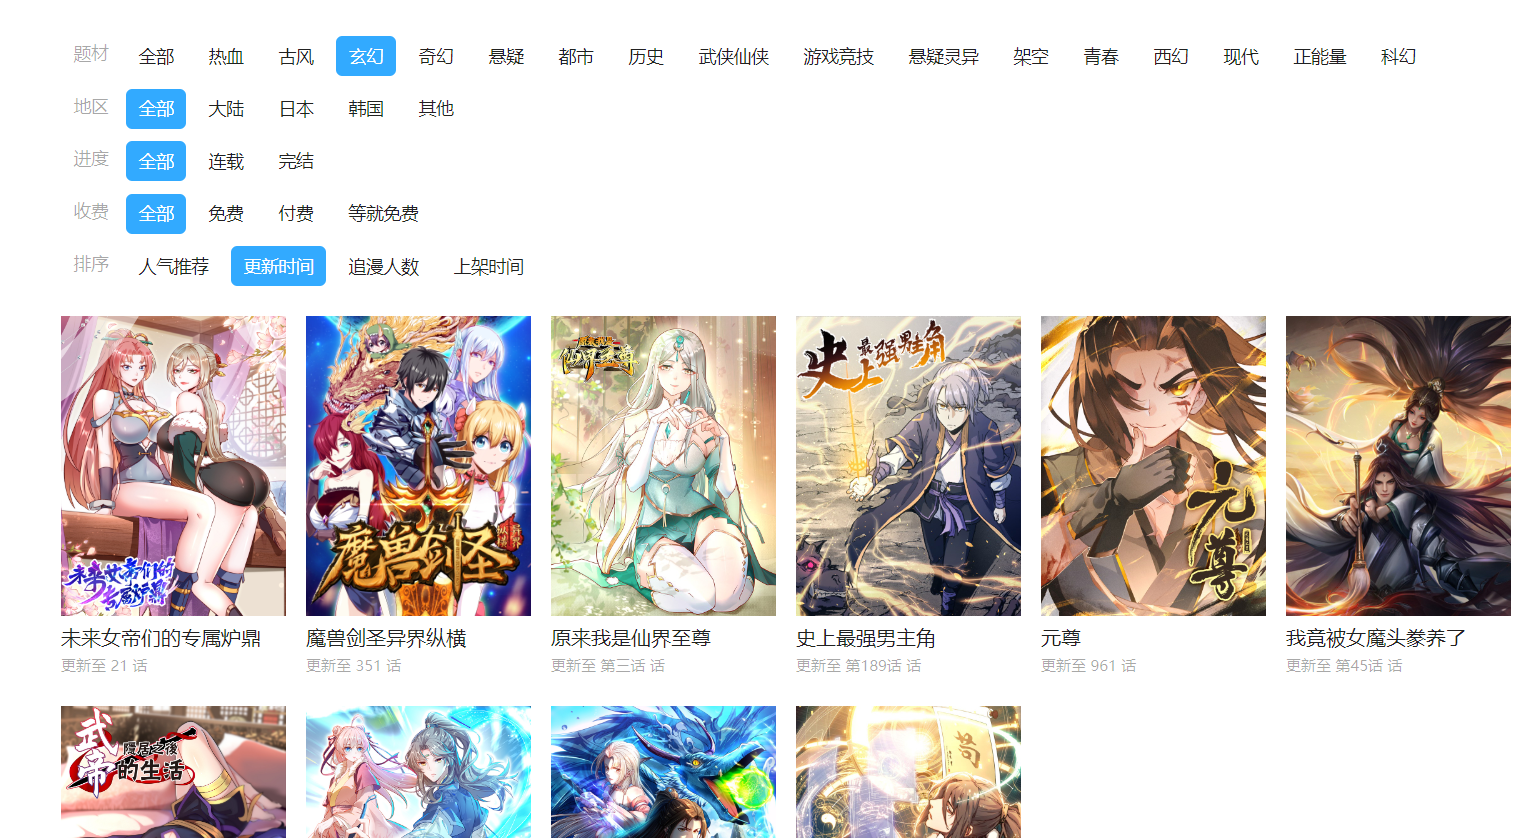 题材 全部 热血 古风 玄幻 奇幻 悬疑 都市 历史 武侠仙侠 游戏竞技 悬疑灵异 架空 青春 西幻 现代 正能量 科幻
地区 全部 大陆 日本 韩国 其他
进度 全部 连载 完结
收费 全部 免费 付费 等就免费
排序 人气推荐 更新时间 追漫人数 上架时间
未来女帝们的
专属炉鼎
魔兽剑圣
原来我是
仙界至尊
史上最强男主角
元尊
未来女帝们的专属炉鼎 魔兽剑圣异界纵横 原来我是仙界至尊 史上最强男主角 元尊 我竟被女魔头豢养了
更新至 21 话 更新至 351 话 更新至 第三话 话 更新至 第189话 话 更新至 961 话 更新至 第45话 话
武帝
隐居之後
的生活